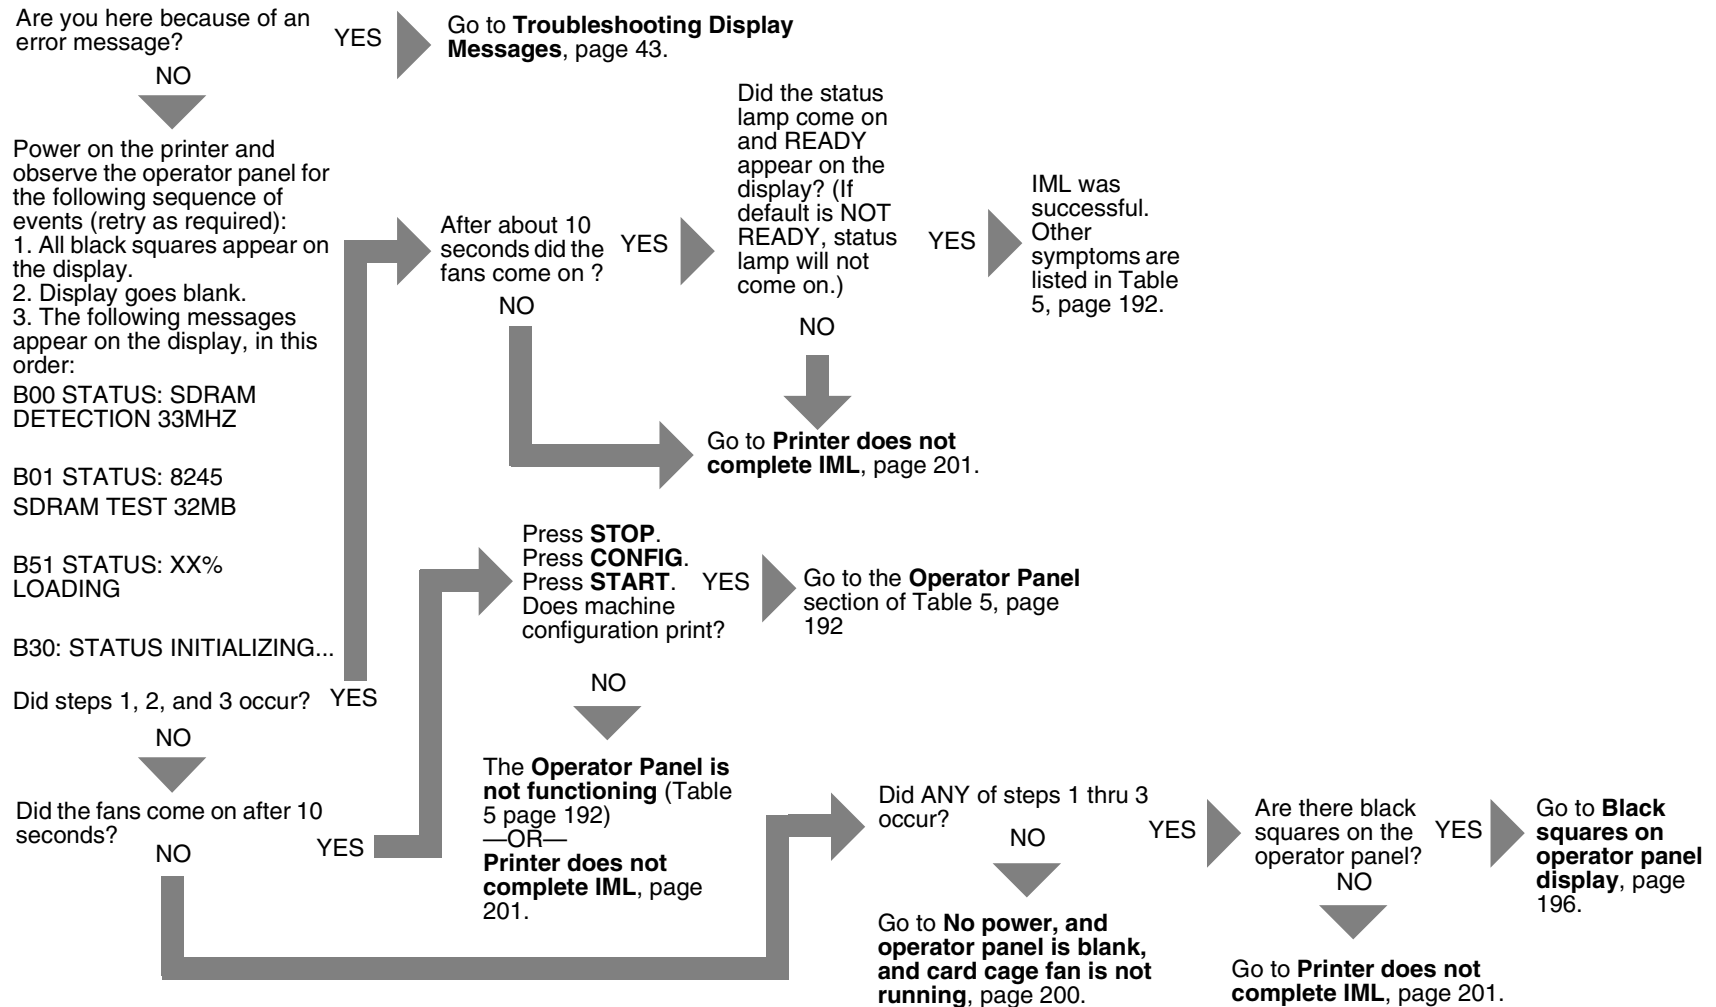 Are you here because of an
error message?
YES
Go to Troubleshooting Display
Messages, page 43.
NO
Power on the printer and
observe the operator panel for
the following sequence of
events (retry as required):
1. All black squares appear on
the display.
2. Display goes blank.
3. The following messages
appear on the display, in this
order:
B00 STATUS: SDRAM
DETECTION 33MHZ
B01 STATUS: 8245
SDRAM TEST 32MB
B51 STATUS: XX%
LOADING
B30: STATUS INITIALIZING...
Did steps 1, 2, and 3 occur?
YES
After about 10
seconds did the
fans come on ?
YES
Did the status
lamp come on
and READY
appear on the
display? (If
default is NOT
READY, status
lamp will not
come on.)
YES
IML was
successful.
Other
symptoms are
listed in Table
5, page 192.
NO
NO
Go to Printer does not
complete IML, page 201.
NO
Did the fans come on after 10
seconds?
YES
Press STOP.
Press CONFIG.
Press START.
Does machine
configuration print?
YES
Go to the Operator Panel
section of Table 5, page
192
NO
The Operator Panel is
not functioning (Table
5 page 192)
—OR—
Printer does not
complete IML, page
201.
NO
Did ANY of steps 1 thru 3
occur?
YES
NO
Go to No power, and
operator panel is blank,
and card cage fan is not
running, page 200.
Are there black
squares on the
operator panel?
YES
Go to Black
squares on
operator panel
display, page
196.
NO
Go to Printer does not
complete IML, page 201.